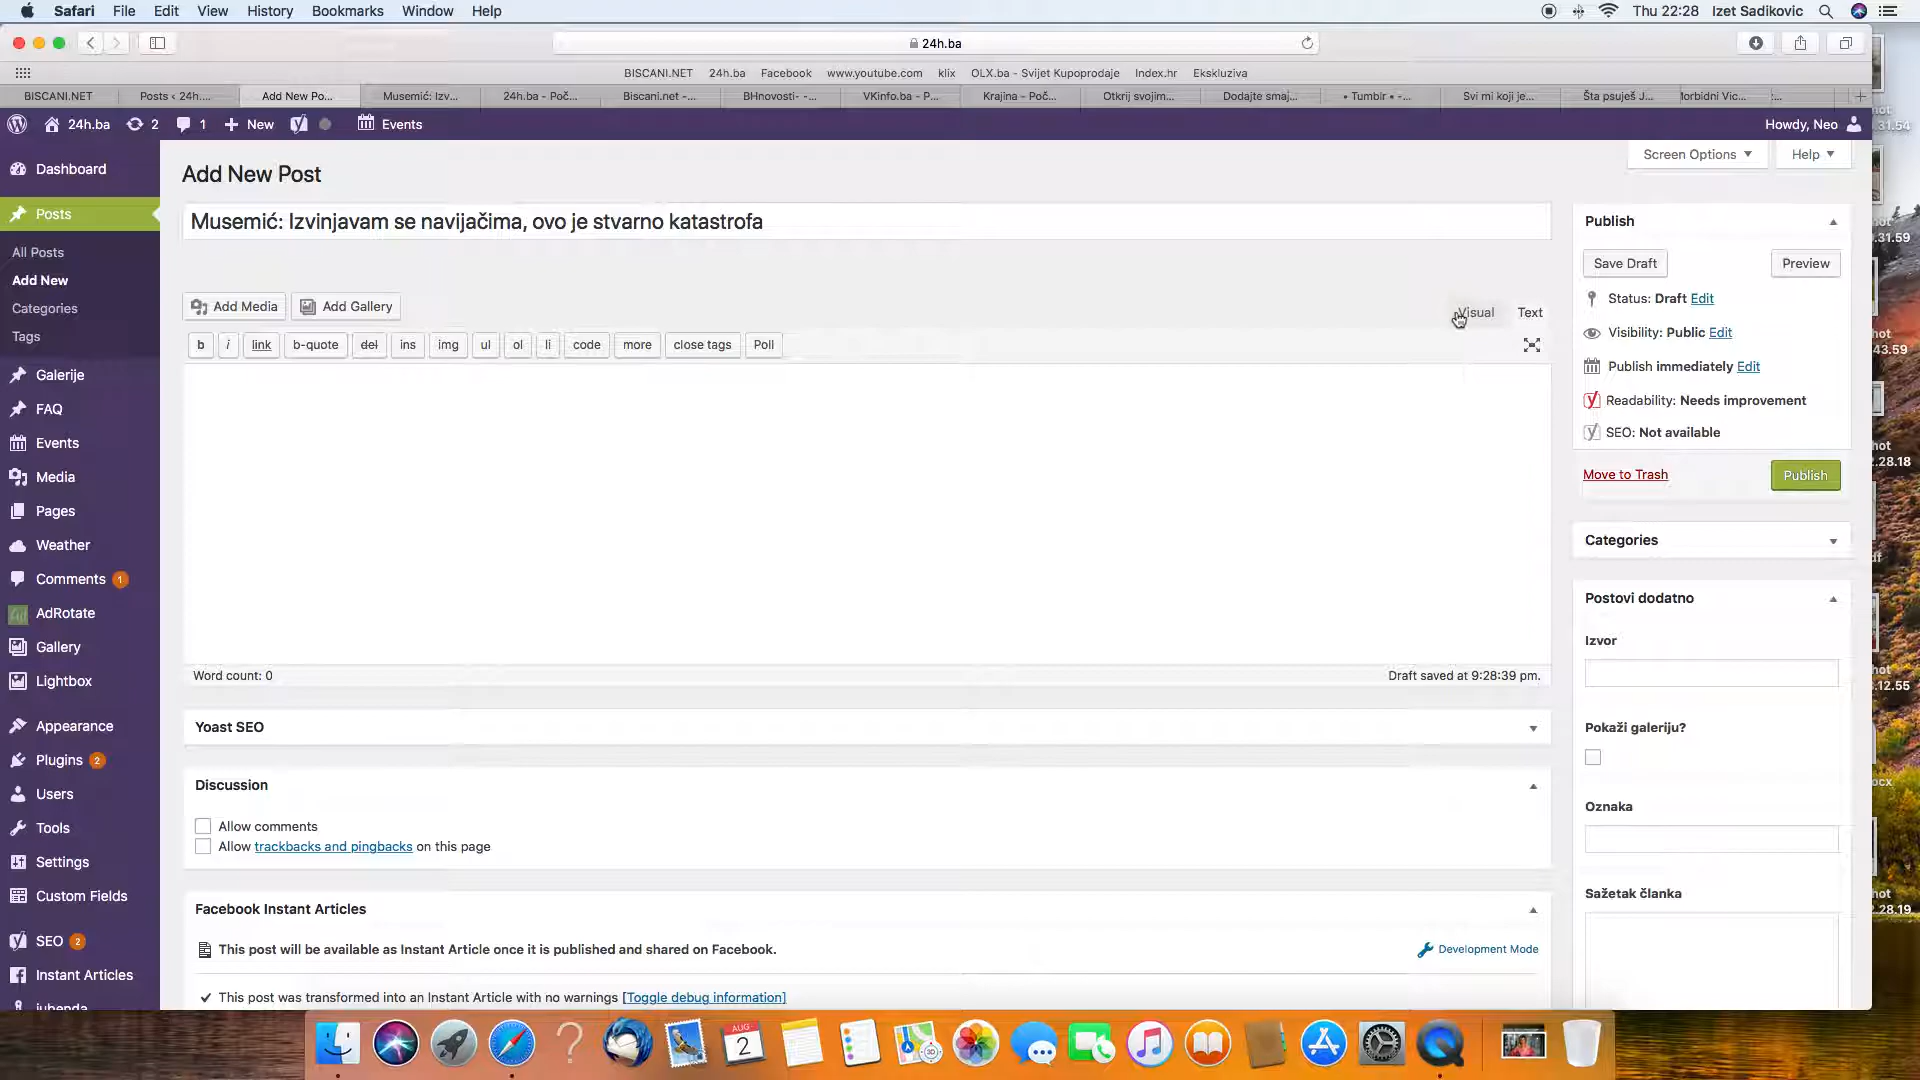 Safari File Edit View History Bookmarks Window Help Thu 22:28 Izet Sadikovic
24h.ba
BISCANI.NET 24h.ba Facebook www.youtube.com klix OLX.ba - Svijet Kupoprodaje Index.hr Ekskluziva
BISCANI.NET Posts < 24h.... Add New Po... Musemić: Izv... 24h.ba - Poč... Biscani.net -... BHnovosti- -... VKinfo.ba - P... Krajina - Poč... Otkrij svojim... Dodajte smaj... • Tumblr • -... Svi mi koji je... Šta psuješ J... Morbidni Vic...
24h.ba 2 1 New Events Howdy, Neo
Screen Options Help
Dashboard
Posts
All Posts
Add New
Categories
Tags
Galerije
FAQ
Events
Media
Pages
Weather
Comments 1
AdRotate
Gallery
Lightbox
Appearance
Plugins 2
Users
Tools
Settings
Custom Fields
SEO 2
Instant Articles
iubenda
Add New Post
Musemić: Izvinjavam se navijačima, ovo je stvarno katastrofa
Add Media Add Gallery Visual Text
b i link b-quote del ins img ul ol li code more close tags Poll
Word count: 0 Draft saved at 9:28:39 pm.
Yoast SEO
Discussion
Allow comments
Allow trackbacks and pingbacks on this page
Facebook Instant Articles
This post will be available as Instant Article once it is published and shared on Facebook. Development Mode
This post was transformed into an Instant Article with no warnings [Toggle debug information]
Publish
Save Draft Preview
Status: Draft Edit
Visibility: Public Edit
Publish immediately Edit
Readability: Needs improvement
SEO: Not available
Move to Trash Publish
Categories
Postovi dodatno
Izvor
Pokaži galeriju?
Oznaka
Sažetak članka
AUG
2
3D